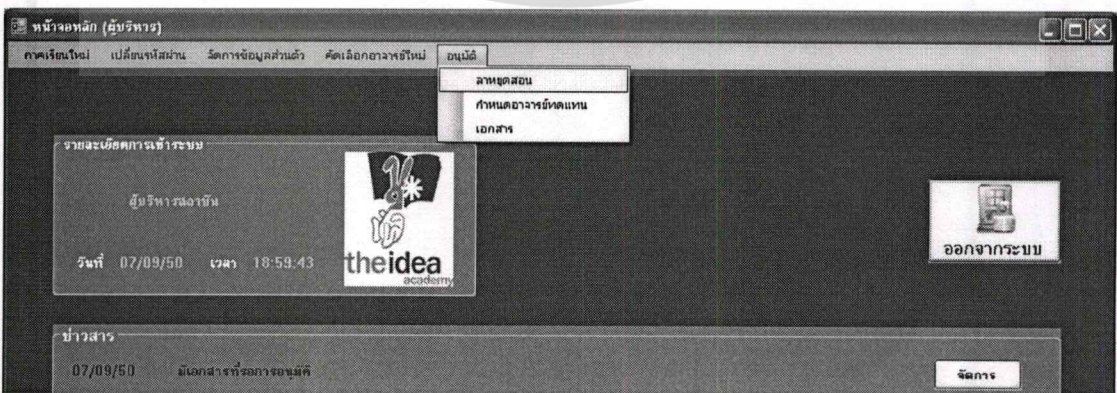 หน้าจอหลัก (ผู้บริหาร)
ภาคเรียนใหม่ เปลี่ยนรหัสผ่าน จัดการข้อมูลส่วนตัว คัดเลือกอาจารย์ใหม่ อนุมัติ
ลาหยุดสอน
กำหนดอาจารย์ทดแทน
เอกสาร
รายละเอียดการเข้าระบบ
ผู้บริหารสถาบัน
วันที่ 07/09/50 เวลา 18:59:43
theidea
academy
ออกจากระบบ
ข่าวสาร
07/09/50 มีเอกสารที่รอการอนุมัติ
จัดการ